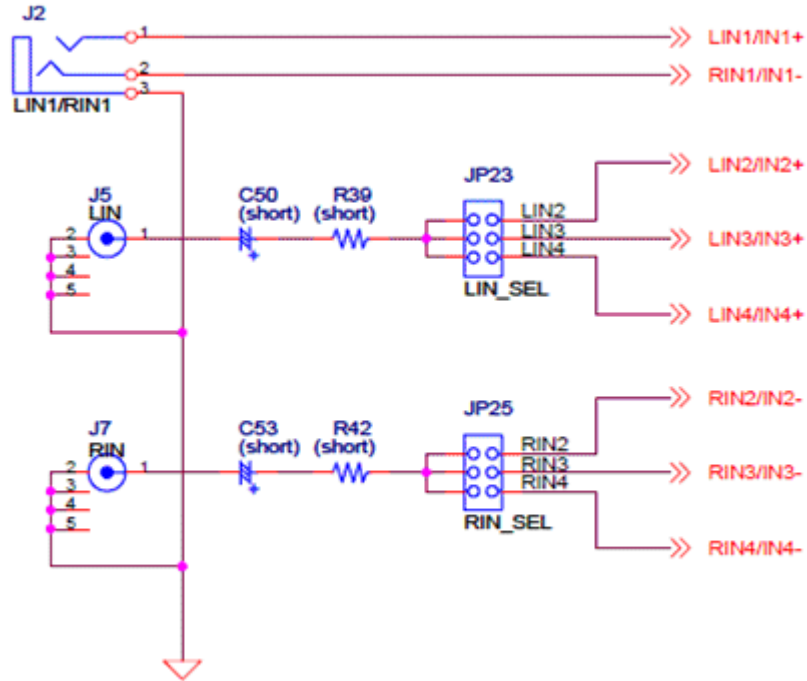 J2
1
LIN1/IN1+
2
RIN1/IN1-
3
LIN1/RIN1
LIN2/IN2+
JP23
J5
LIN
C50
(short)
R39
(short)
LIN2
2
1
LIN3
LIN3/IN3+
3
LIN4
4
5
LIN_SEL
LIN4/IN4+
RIN2/IN2-
JP25
J7
RIN
C53
(short)
R42
(short)
RIN2
2
1
RIN3
RIN3/IN3-
3
RIN4
4
5
RIN_SEL
RIN4/IN4-